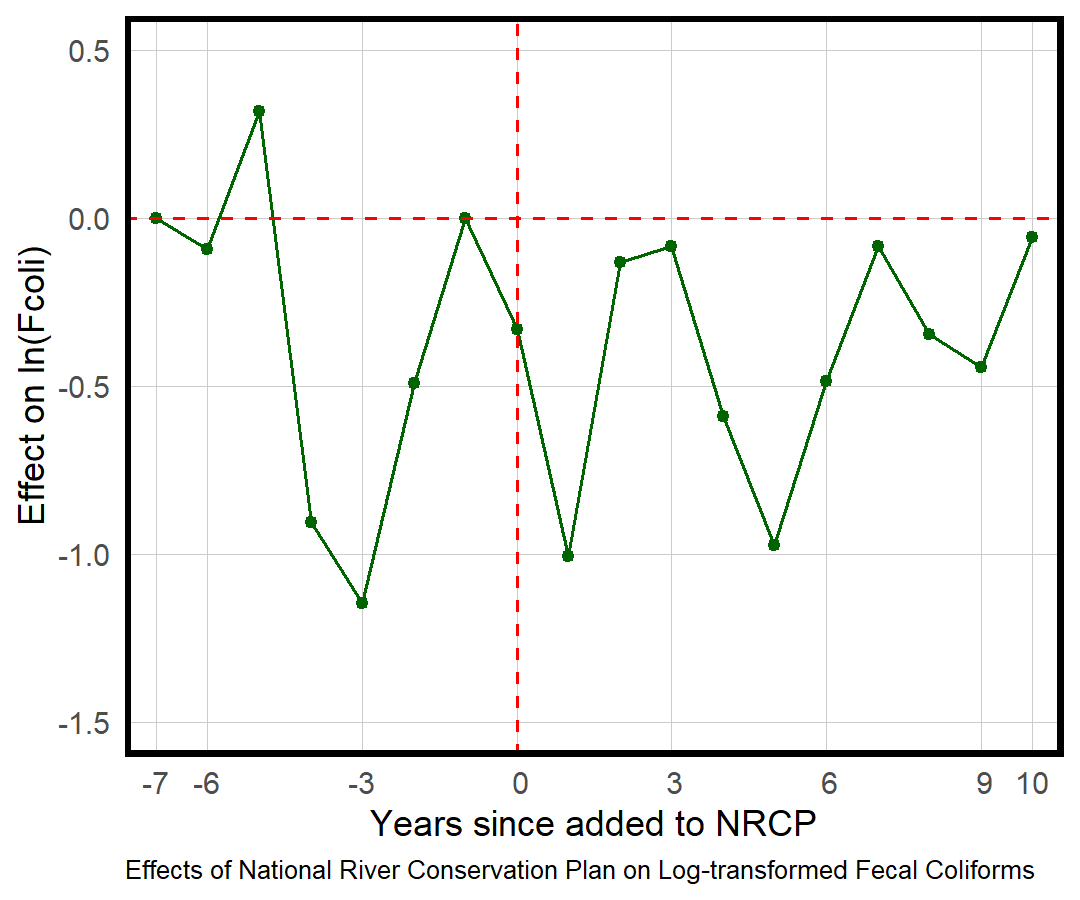 0.5
0.0
-0.5
-1.0
-1.5
Effect on ln(Fcoli)
-7 -6 -3 0 3 6 9 10
Years since added to NRCP
Effects of National River Conservation Plan on Log-transformed Fecal Coliforms